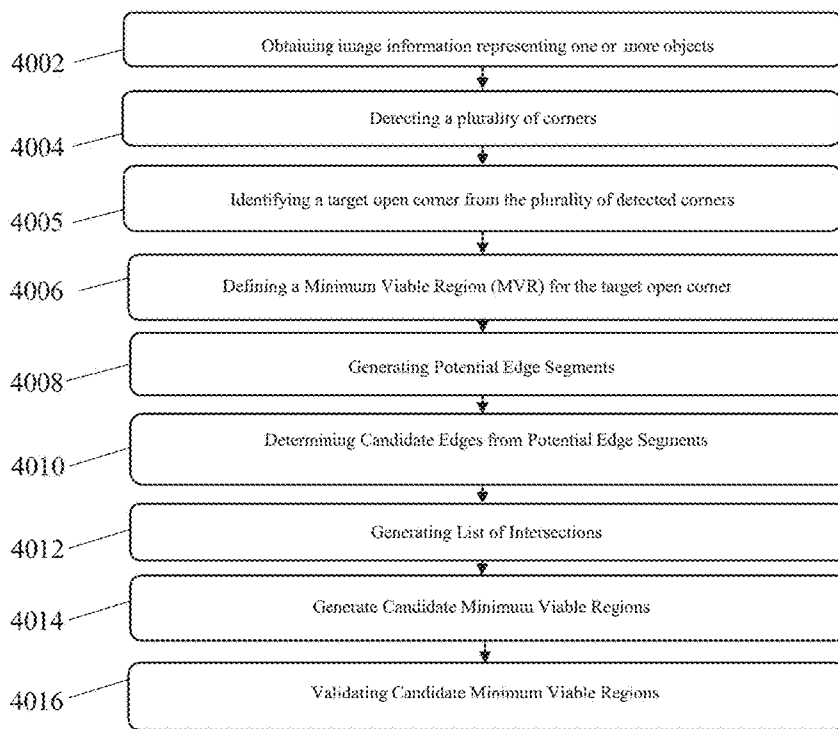 4002
Obtaining image information representing one or more objects
4004
Detecting a plurality of corners
4005
Identifying a target open corner from the plurality of detected corners
4006
Defining a Minimum Viable Region (MVR) for the target open corner
4008
Generating Potential Edge Segments
4010
Determining Candidate Edges from Potential Edge Segments
4012
Generating List of Intersections
4014
Generate Candidate Minimum Viable Regions
4016
Validating Candidate Minimum Viable Regions